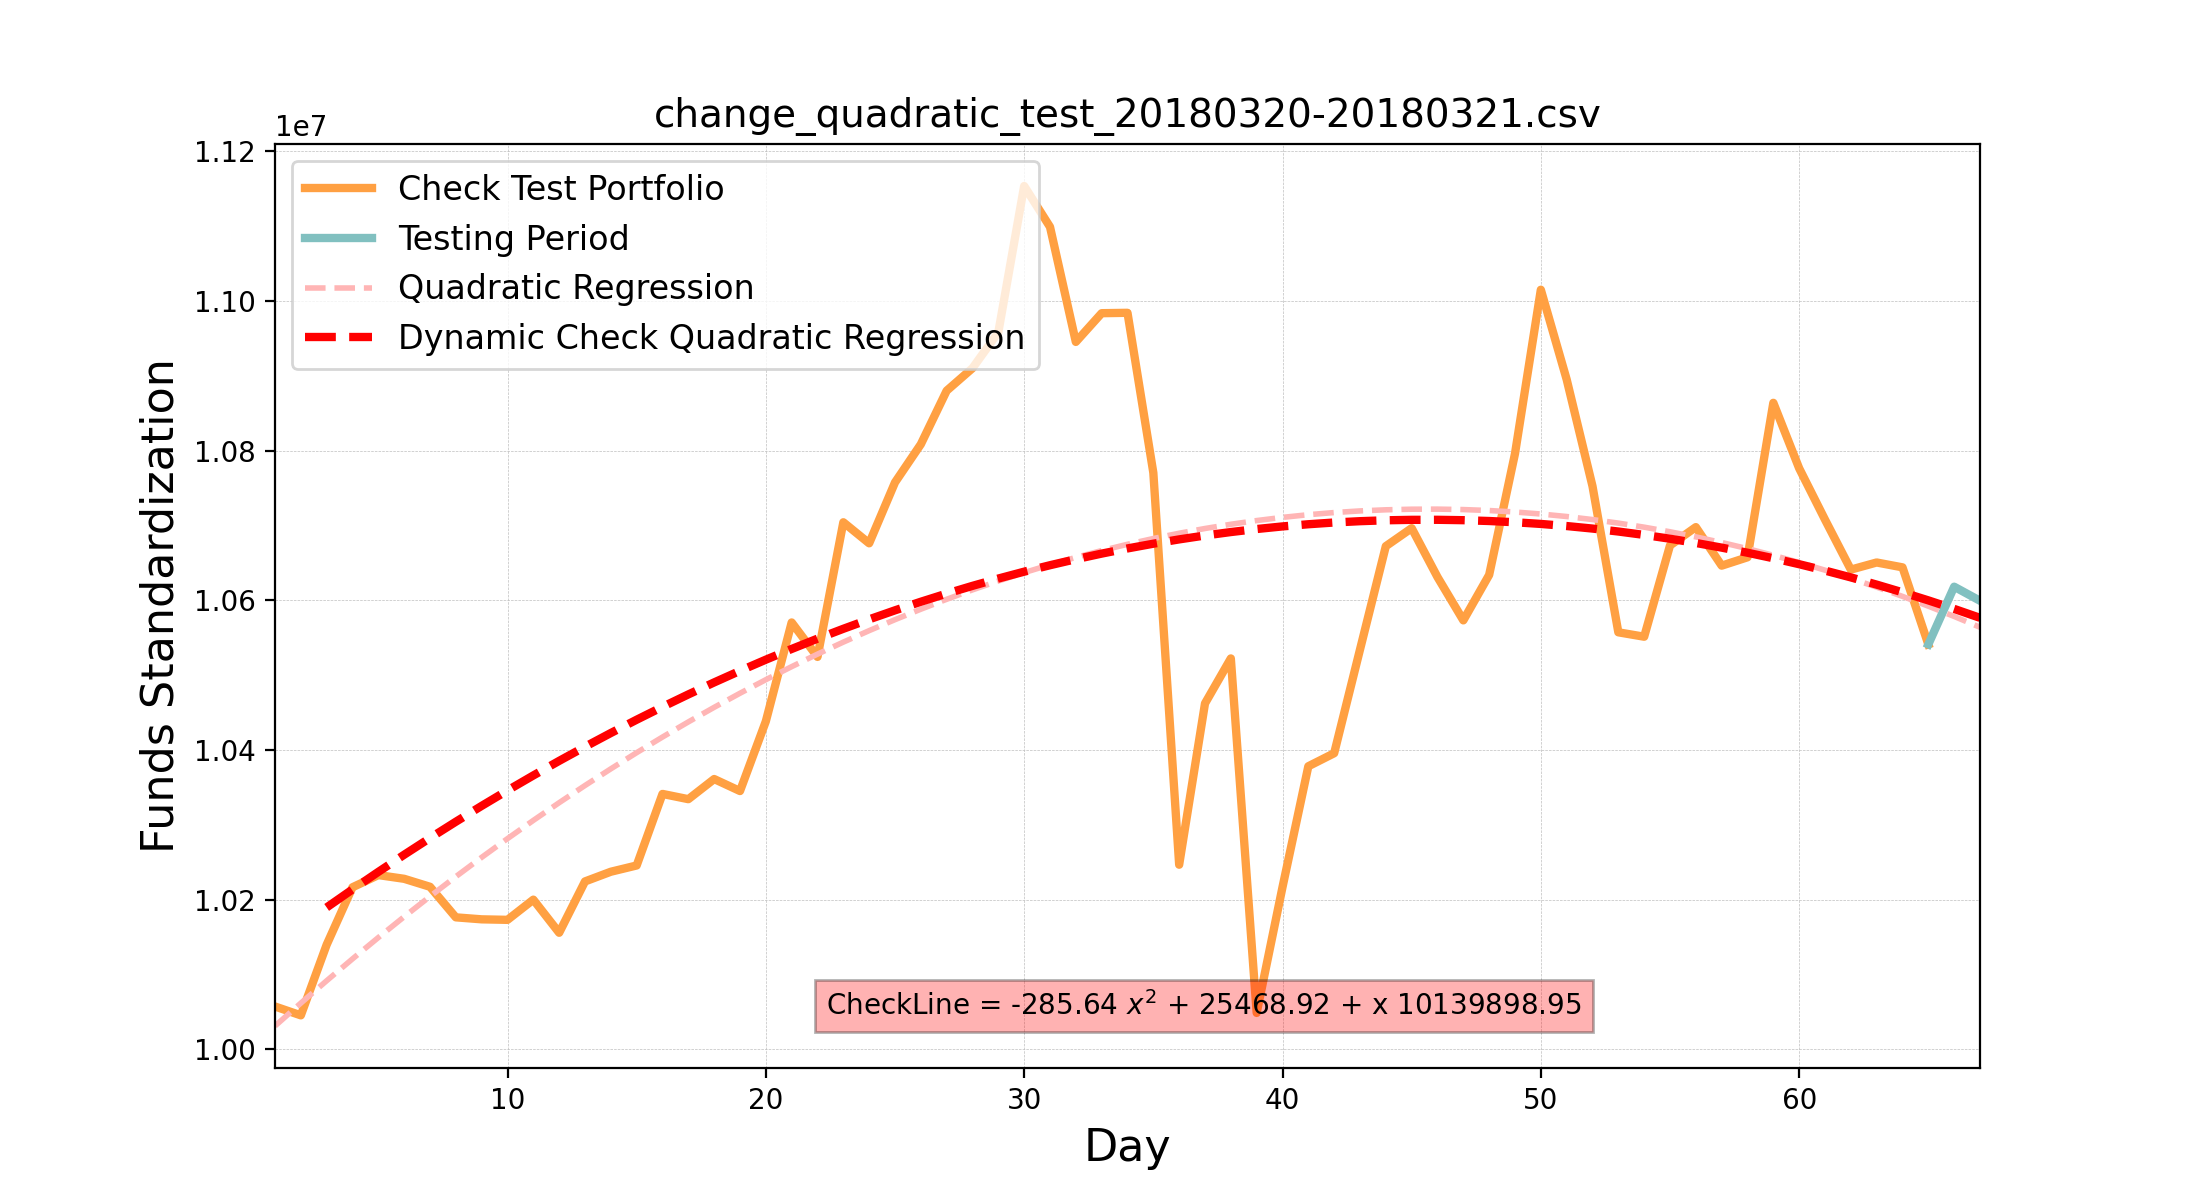 change_quadratic_test_20180320-20180321.csv
1e7
Check Test Portfolio
Testing Period
Quadratic Regression
Dynamic Check Quadratic Regression
1.12
1.10
1.08
1.06
1.04
1.02
1.00
Funds Standardization
CheckLine = -285.64 x² + 25468.92 + x 10139898.95
10 20 30 40 50 60
Day